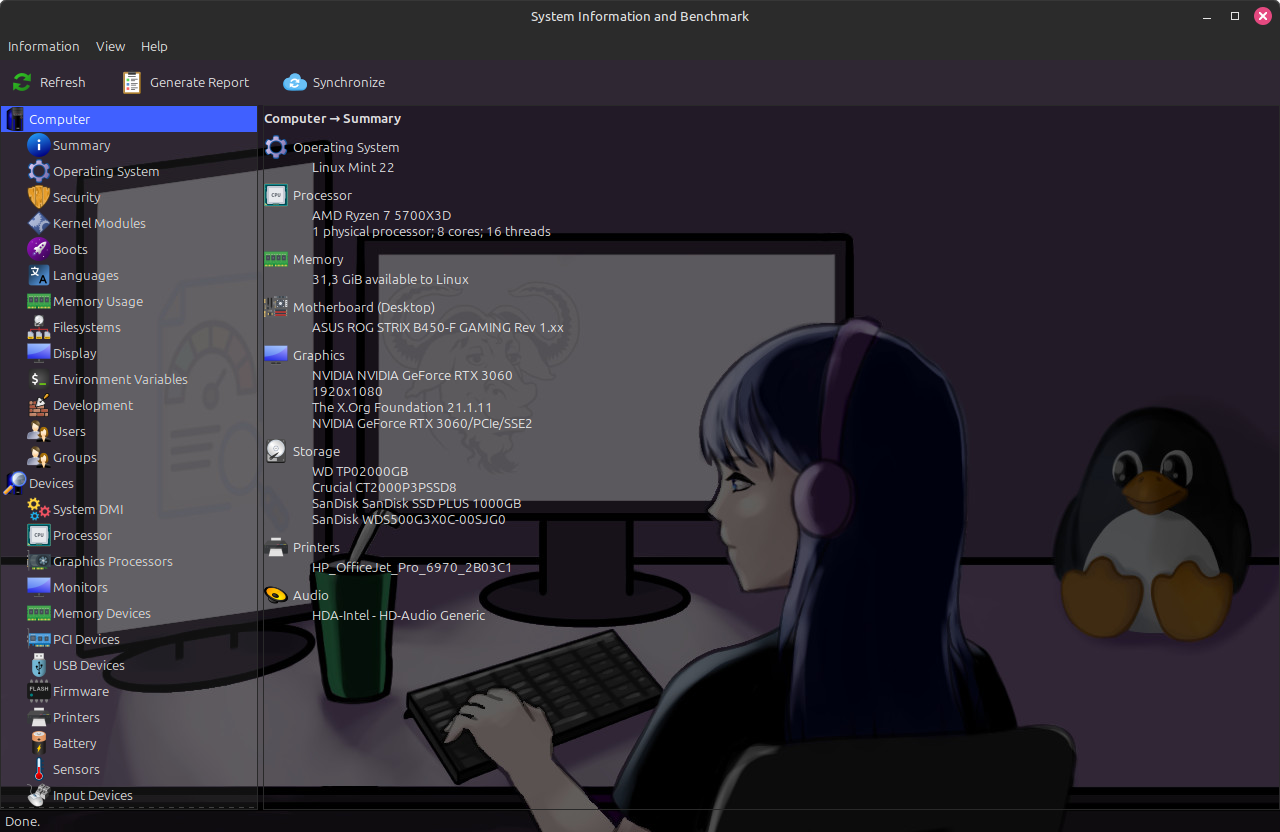 System Information and Benchmark
Information View Help
Refresh Generate Report Synchronize
Computer
Summary
Operating System
Security
Kernel Modules
Boots
Languages
Memory Usage
Filesystems
Display
Environment Variables
Development
Users
Groups
Devices
System DMI
Processor
Graphics Processors
Monitors
Memory Devices
PCI Devices
USB Devices
Firmware
Printers
Battery
Sensors
Input Devices
Computer → Summary
Operating System
Linux Mint 22
Processor
AMD Ryzen 7 5700X3D
1 physical processor; 8 cores; 16 threads
Memory
31,3 GiB available to Linux
Motherboard (Desktop)
ASUS ROG STRIX B450-F GAMING Rev 1.xx
Graphics
NVIDIA NVIDIA GeForce RTX 3060
1920x1080
The X.Org Foundation 21.1.11
NVIDIA GeForce RTX 3060/PCIe/SSE2
Storage
WD TP02000GB
Crucial CT2000P3PSSD8
SanDisk SanDisk SSD PLUS 1000GB
SanDisk WDS500G3X0C-00SJG0
Printers
HP_OfficeJet_Pro_6970_2B03C1
Audio
HDA-Intel - HD-Audio Generic
Done.